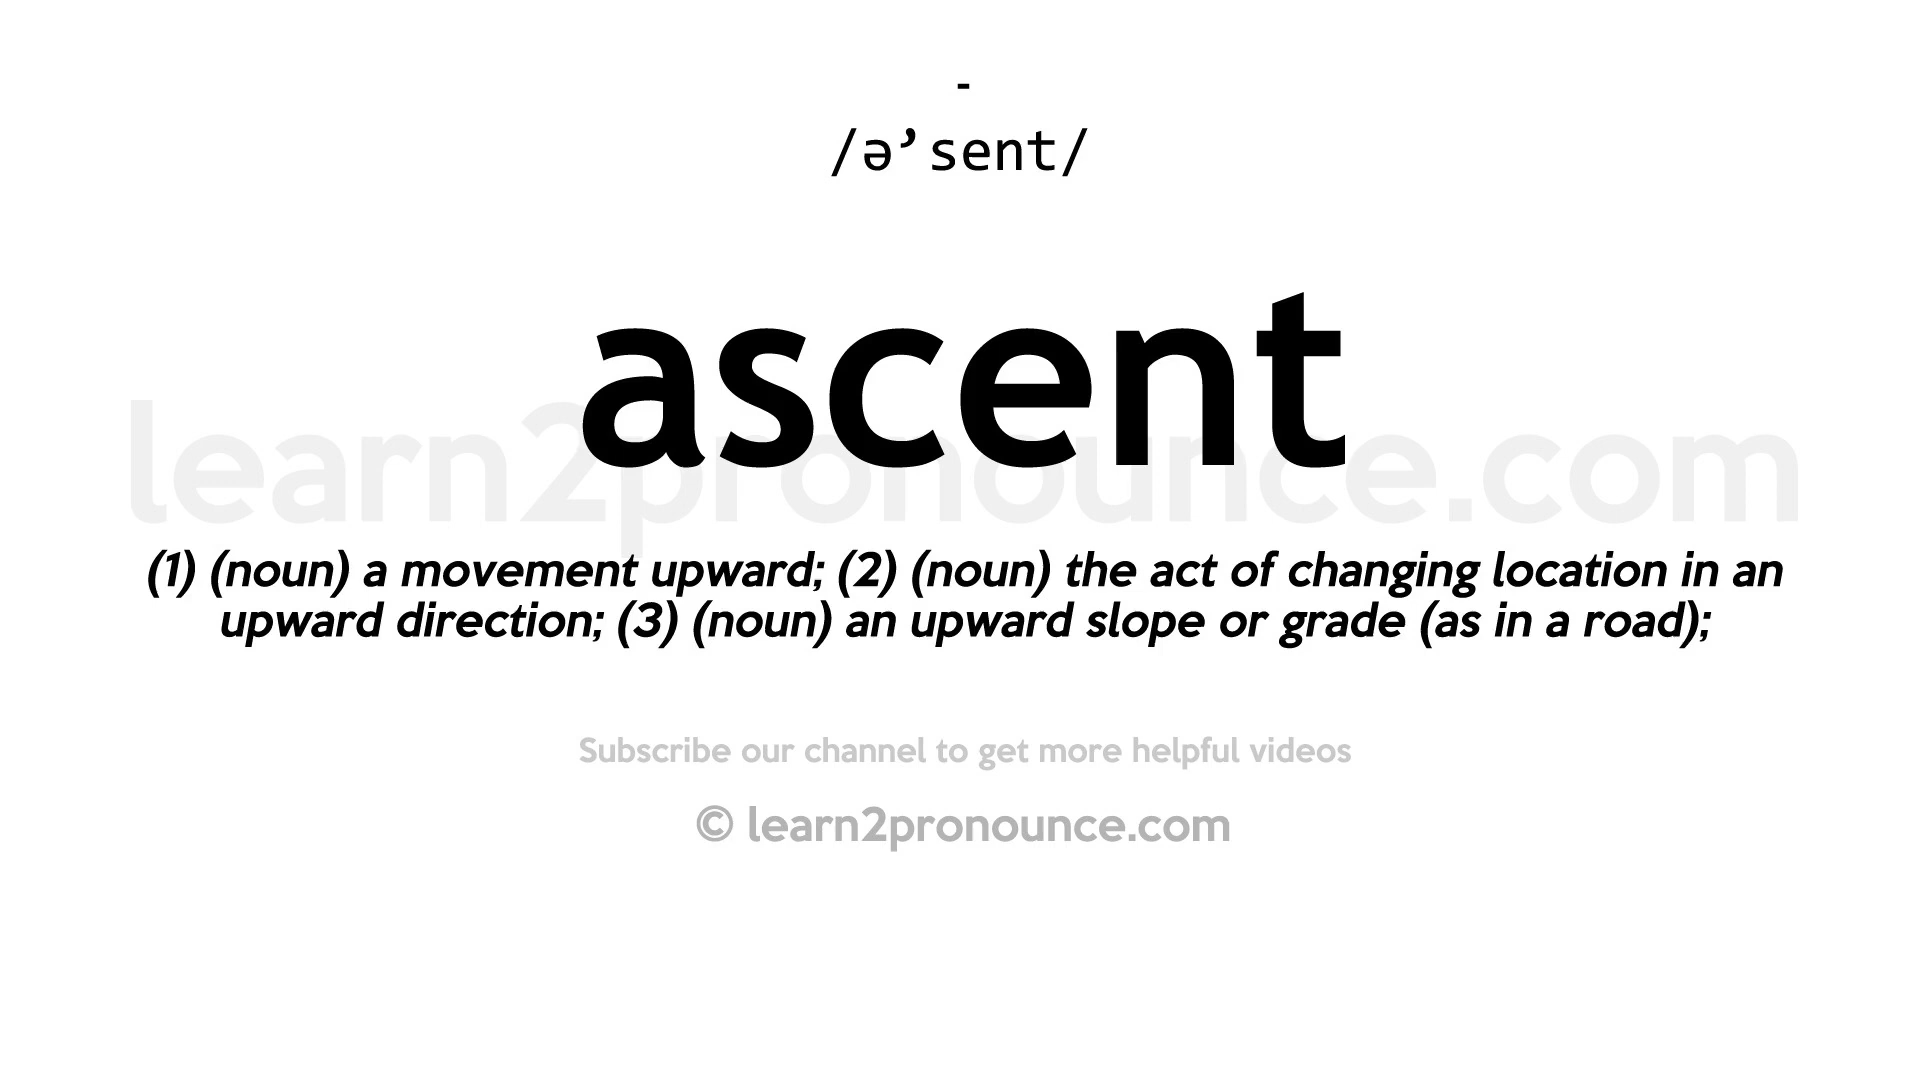 -
/ə’sent/
ascent
learn2pronounce.com
(1) (noun) a movement upward; (2) (noun) the act of changing location in an
upward direction; (3) (noun) an upward slope or grade (as in a road);
Subscribe our channel to get more helpful videos
© learn2pronounce.com